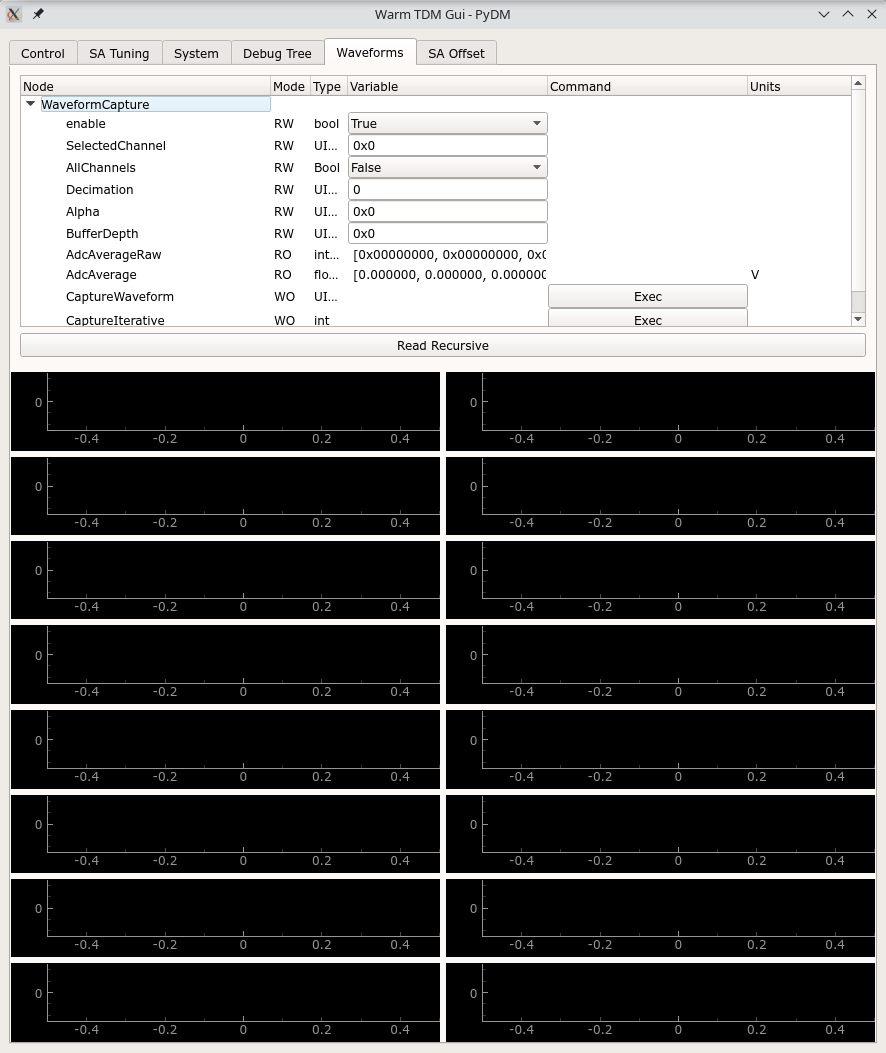 Warm TDM Gui - PyDM
Control SA Tuning System Debug Tree Waveforms SA Offset
Node Mode Type Variable Command Units
WaveformCapture
enable RW bool True
SelectedChannel RW UI... 0x0
AllChannels RW Bool False
Decimation RW UI... 0
Alpha RW UI... 0x0
BufferDepth RW UI... 0x0
AdcAverageRaw RO int... [0x00000000, 0x00000000, 0x0
AdcAverage RO flo... [0.000000, 0.000000, 0.000000 V
CaptureWaveform WO UI... Exec
CaptureIterative WO int Exec
Read Recursive
0 0
-0.4 -0.2 0 0.2 0.4 -0.4 -0.2 0 0.2 0.4
0 0
-0.4 -0.2 0 0.2 0.4 -0.4 -0.2 0 0.2 0.4
0 0
-0.4 -0.2 0 0.2 0.4 -0.4 -0.2 0 0.2 0.4
0 0
-0.4 -0.2 0 0.2 0.4 -0.4 -0.2 0 0.2 0.4
0 0
-0.4 -0.2 0 0.2 0.4 -0.4 -0.2 0 0.2 0.4
0 0
-0.4 -0.2 0 0.2 0.4 -0.4 -0.2 0 0.2 0.4
0 0
-0.4 -0.2 0 0.2 0.4 -0.4 -0.2 0 0.2 0.4
0 0
-0.4 -0.2 0 0.2 0.4 -0.4 -0.2 0 0.2 0.4